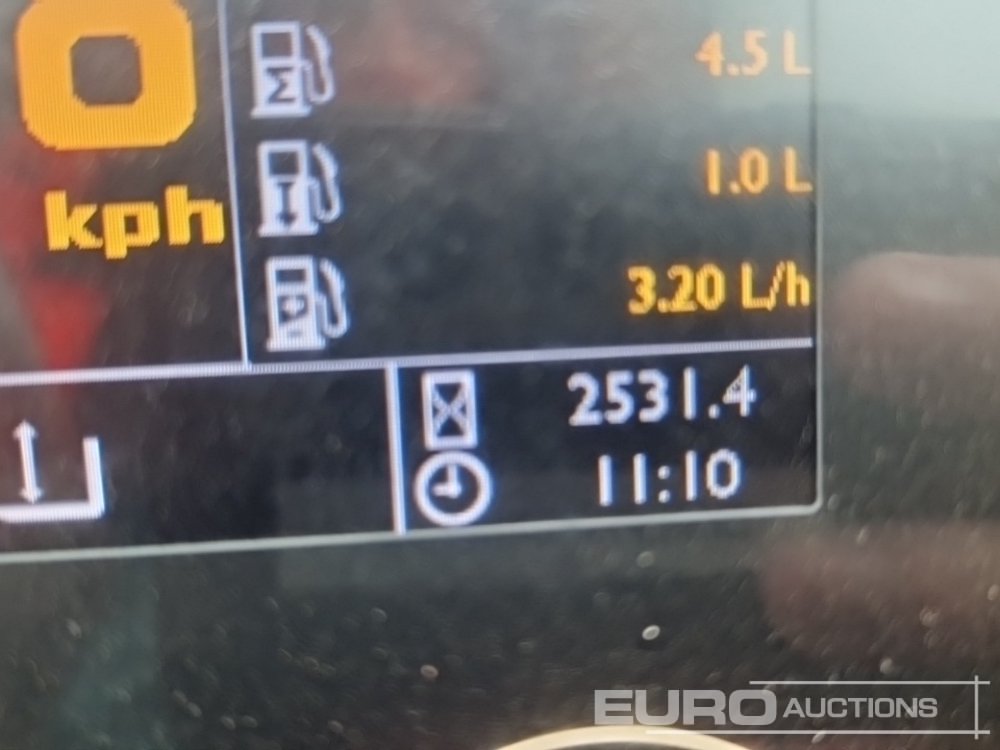 0
kph
4.5 L
1.0 L
3.20 L/h
2531.4
11:10
EURO AUCTIONS